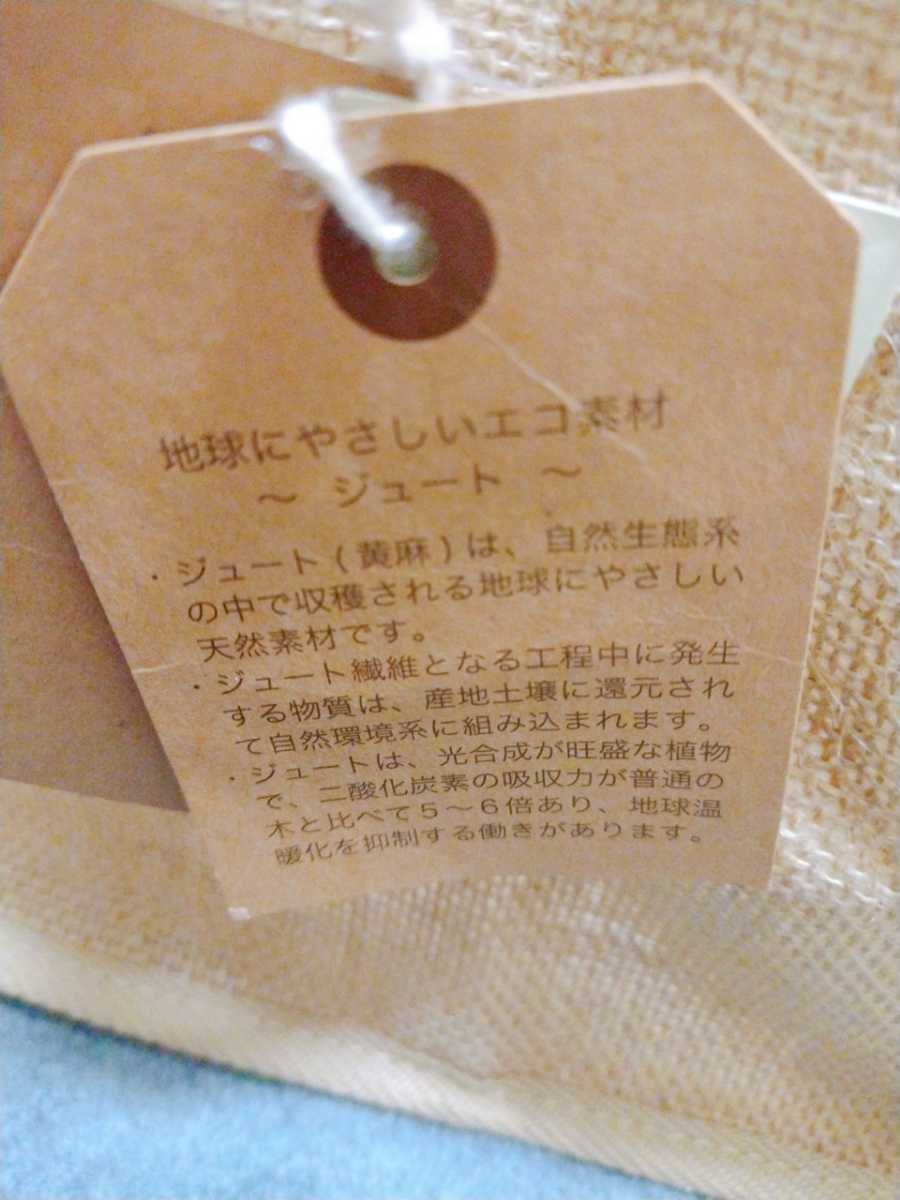 地球にやさしいエコ素材
～ ジュート ～
・ジュート(黄麻)は、自然生態系
の中で収穫される地球にやさしい
天然素材です。
・ジュート繊維となる工程中に発生
する物質は、産地土壌に還元され
て自然環境系に組み込まれます。
・ジュートは、光合成が旺盛な植物
で、二酸化炭素の吸収力が普通の
木と比べて5～6倍あり、地球温
暖化を抑制する働きがあります。